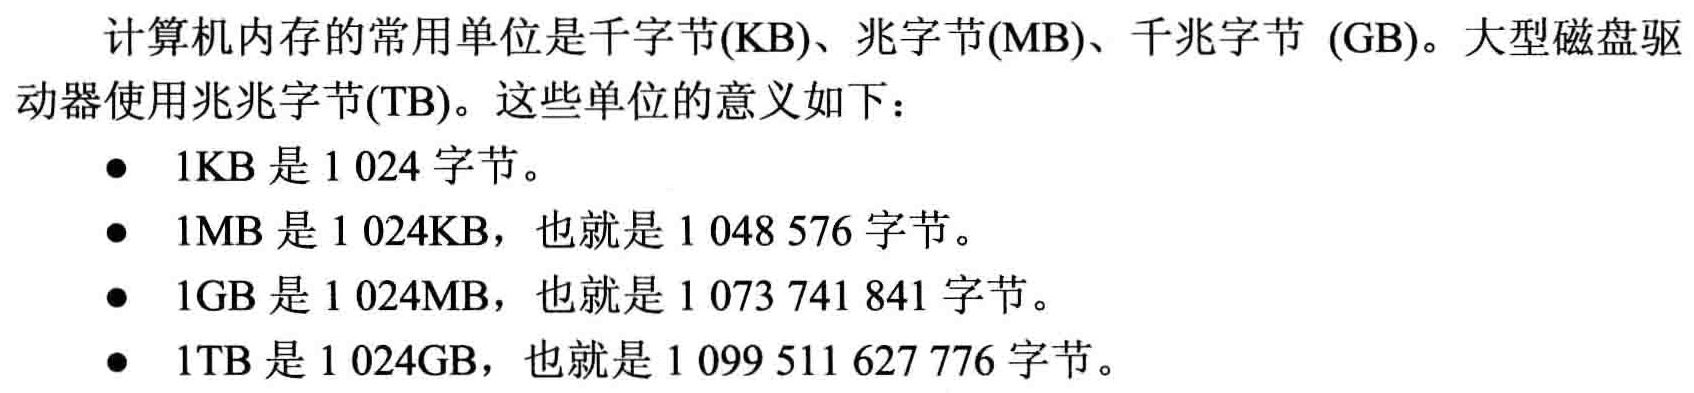 计算机内存的常用单位是千字节(KB)、兆字节(MB)、千兆字节 (GB)。大型磁盘驱
动器使用兆兆字节(TB)。这些单位的意义如下：
● 1KB 是 1 024 字节。
● 1MB 是 1 024KB，也就是 1 048 576 字节。
● 1GB 是 1 024MB，也就是 1 073 741 841 字节。
● 1TB 是 1 024GB，也就是 1 099 511 627 776 字节。